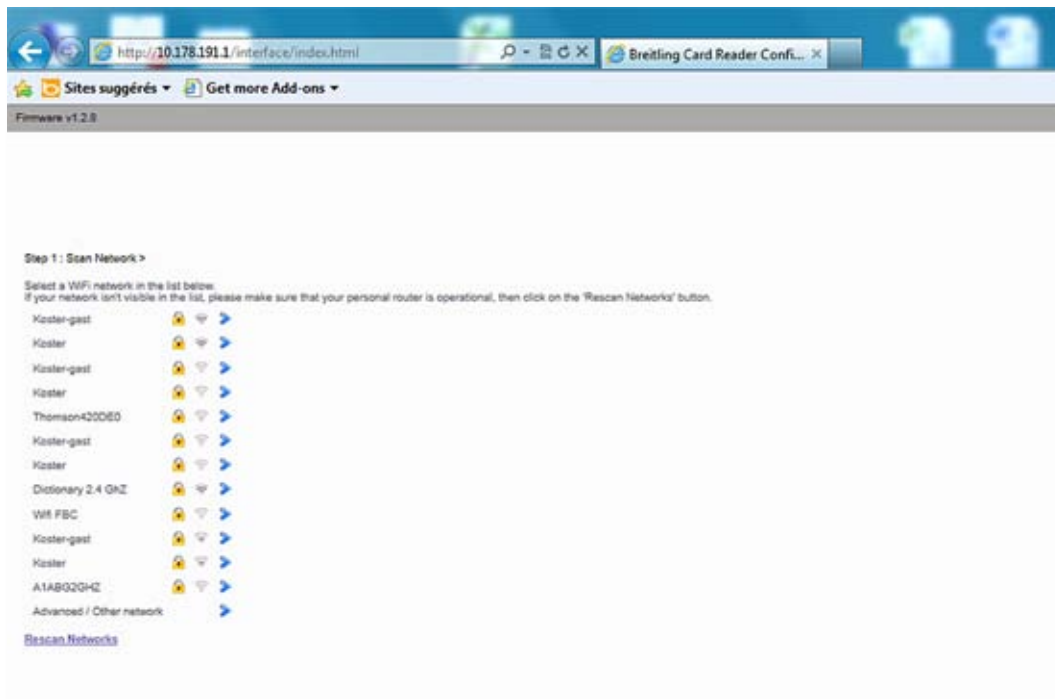 http://10.178.191.1/interface/index.html
Breitling Card Reader Confi...
Sites suggérés
Get more Add-ons
Firmware v1.2.8
Step 1 : Scan Network >
Select a WiFi network in the list below.
If your network isn't visible in the list, please make sure that your personal router is operational, then click on the 'Rescan Networks' button.
Koster-gast
Koster
Koster-gast
Koster
Thomson420DE0
Koster-gast
Koster
Dictionary 2.4 GhZ
Wifi FBC
Koster-gast
Koster
A1ABG2GHZ
Advanced / Other network
Rescan Networks